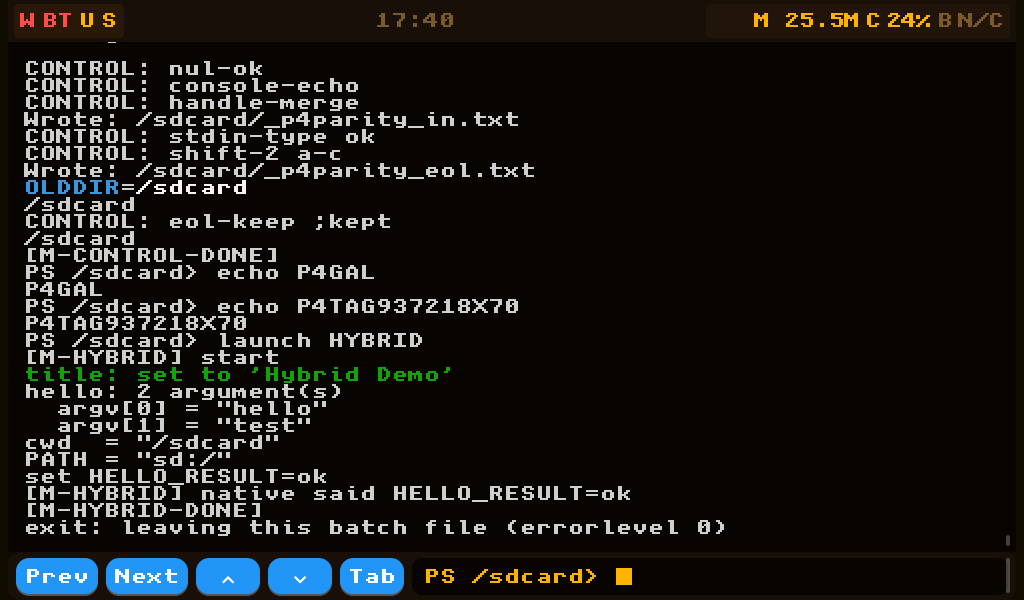 W BT U S 17:40 M 25.5M C 24% B N/C
CONTROL: nul-ok
CONTROL: console-echo
CONTROL: handle-merge
Wrote: /sdcard/_p4parity_in.txt
CONTROL: stdin-type ok
CONTROL: shift-2 a-c
Wrote: /sdcard/_p4parity_eol.txt
OLDDIR=/sdcard
/sdcard
CONTROL: eol-keep ;kept
/sdcard
[M-CONTROL-DONE]
PS /sdcard> echo P4GAL
P4GAL
PS /sdcard> echo P4TAG937218X70
P4TAG937218X70
PS /sdcard> launch HYBRID
[M-HYBRID] start
title: set to 'Hybrid Demo'
hello: 2 argument(s)
  argv[0] = "hello"
  argv[1] = "test"
cwd  = "/sdcard"
PATH = "sd:/"
set HELLO_RESULT=ok
[M-HYBRID] native said HELLO_RESULT=ok
[M-HYBRID-DONE]
exit: leaving this batch file (errorlevel 0)
Prev Next ^ ⌄ Tab PS /sdcard>